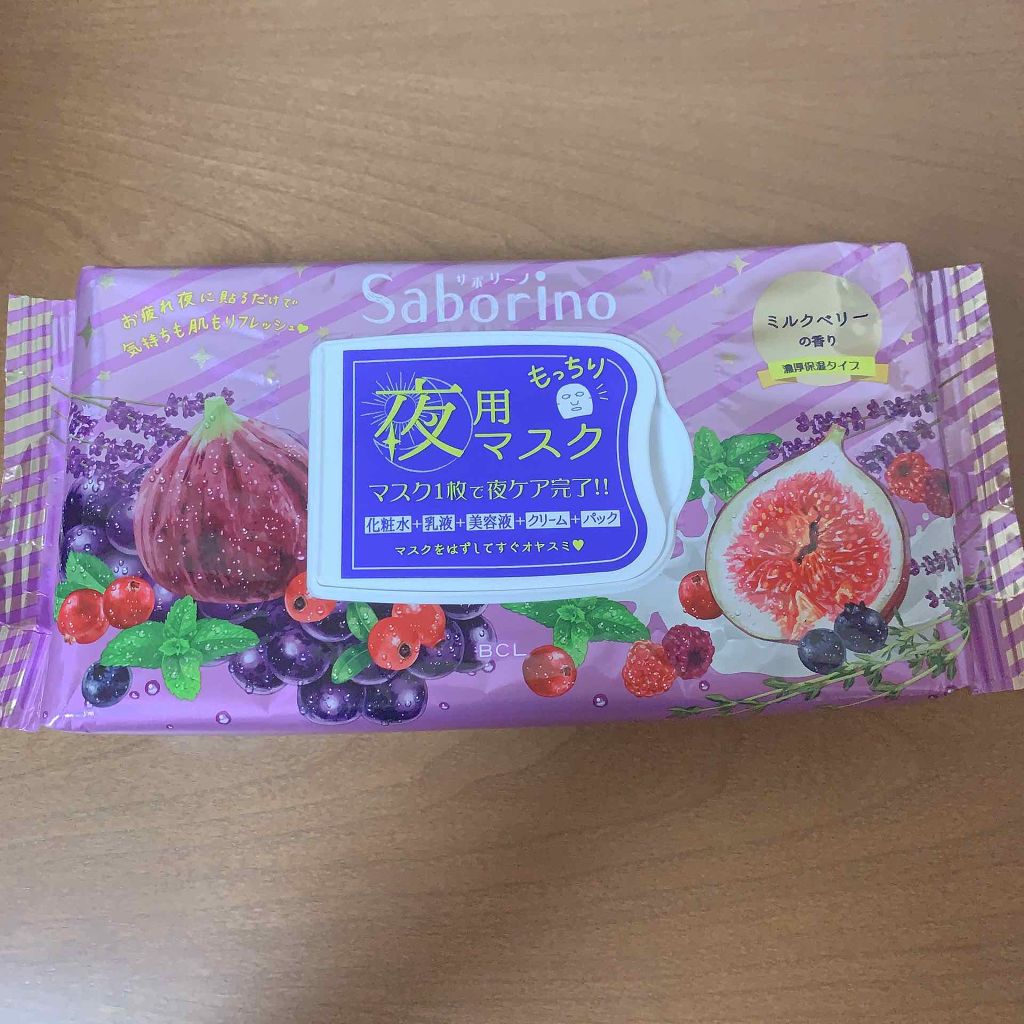 サボリーノ
Saborino
お疲れ夜に貼るだけで
気持ちも肌もリフレッシュ♥
ミルクベリー
の香り
濃厚保湿タイプ
もっちり
夜用
マスク
マスク1枚で夜ケア完了!!
化粧水+乳液+美容液+クリーム+パック
マスクをはずしてすぐオヤスミ♥
BCL